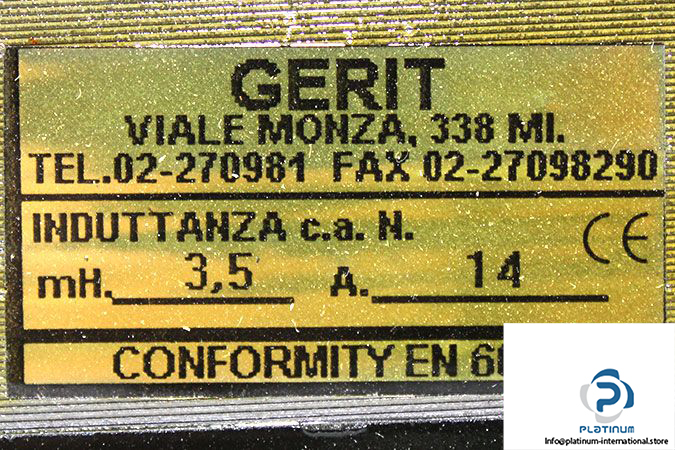 GERIT
VIALE MONZA, 338 MI.
TEL.02-270981 FAX 02-27098290
INDUTTANZA c.a. N.
CE
mH. 3,5 A. 14
CONFORMITY EN
PLATINUM
Info@platinum-international.store